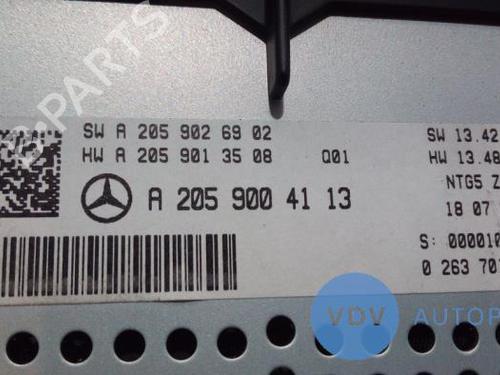 SW A 205 902 69 02
HW A 205 901 35 08 Q01
A 205 900 41 13
SW 13.42
HW 13.48
NTG5 Z
18 07
S: 000010
0 263 70
B-PARTS
VDV
AUTOP